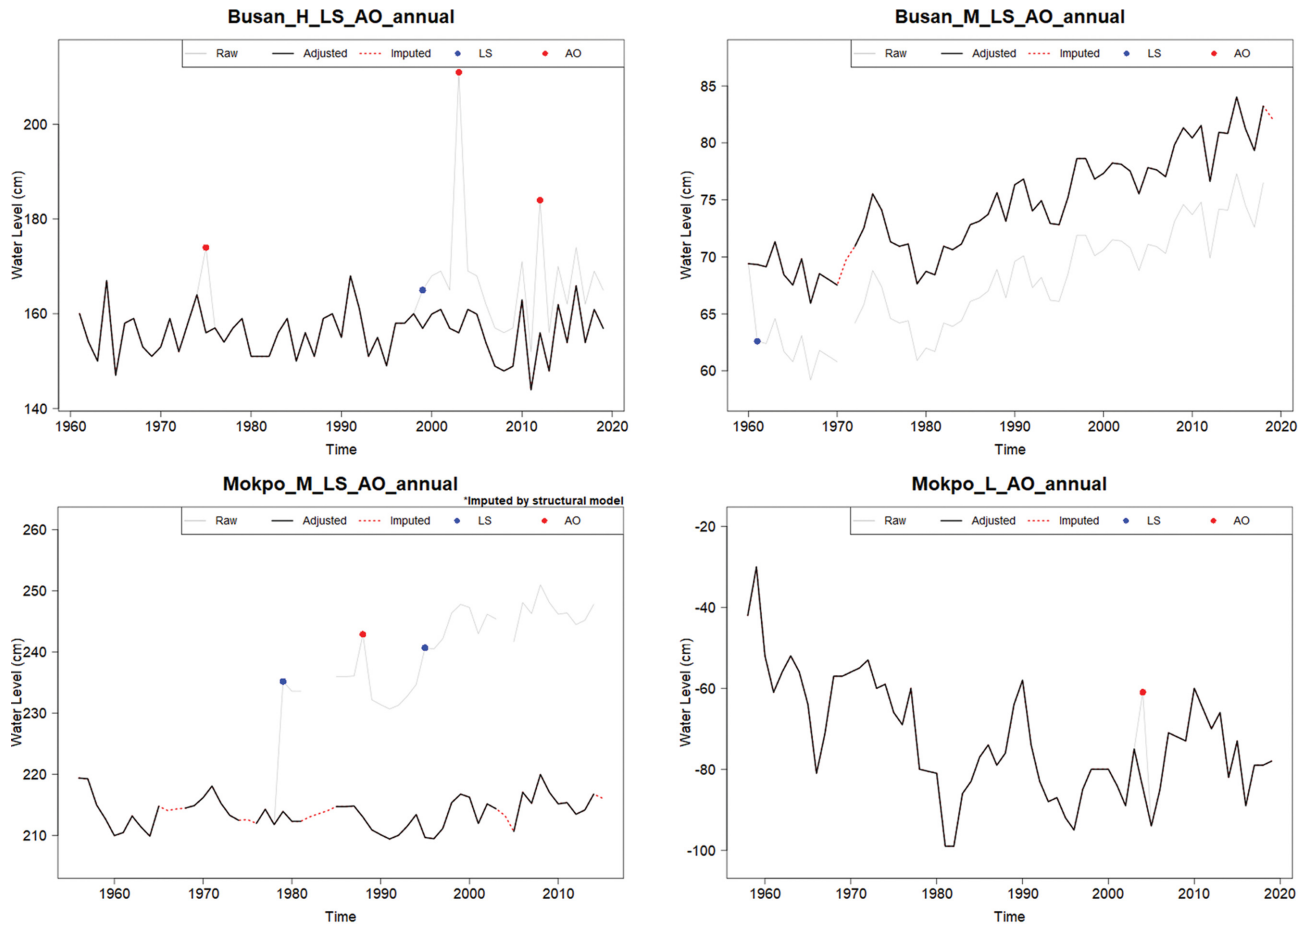 Busan_H_LS_AO_annual
Raw Adjusted Imputed LS AO
Water Level (cm)
200
180
160
140
1960 1970 1980 1990 2000 2012 2020
Time
Busan_M_LS_AO_annual
Raw Adjusted Imputed LS AO
Water Level (cm)
85
80
75
70
65
60
1960 1970 1980 1990 2000 2010 2020
Time
Mokpo_M_LS_AO_annual
*Imputed by structural model
Raw Adjusted Imputed LS AO
Water Level (cm)
260
250
240
230
220
210
1960 1970 1980 1990 2000 2010
Time
Mokpo_L_AO_annual
Raw Adjusted Imputed LS AO
Water Level (cm)
-20
-40
-60
-80
-100
1960 1970 1980 1990 2000 2010 2020
Time